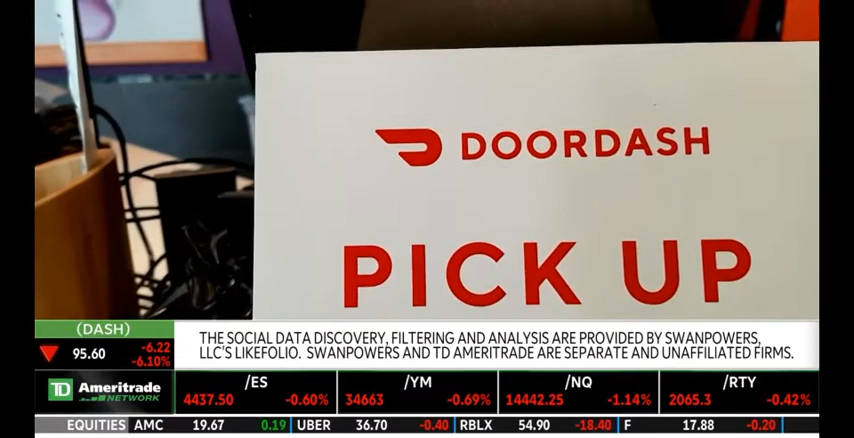 DOORDASH
PICK UP
(DASH)
95.60
-6.22
-6.10%
THE SOCIAL DATA DISCOVERY, FILTERING AND ANALYSIS ARE PROVIDED BY SWANPOWERS,
LLC'S LIKEFOLIO. SWANPOWERS AND TD AMERITRADE ARE SEPARATE AND UNAFFILIATED FIRMS.
TD Ameritrade
NETWORK
/ES
4437.50 -0.60%
/YM
34663 -0.69%
/NQ
14442.25 -1.14%
/RTY
2065.3 -0.42%
EQUITIES AMC 19.67 0.19 UBER 36.70 -0.40 RBLX 54.90 -18.40 F 17.88 -0.20